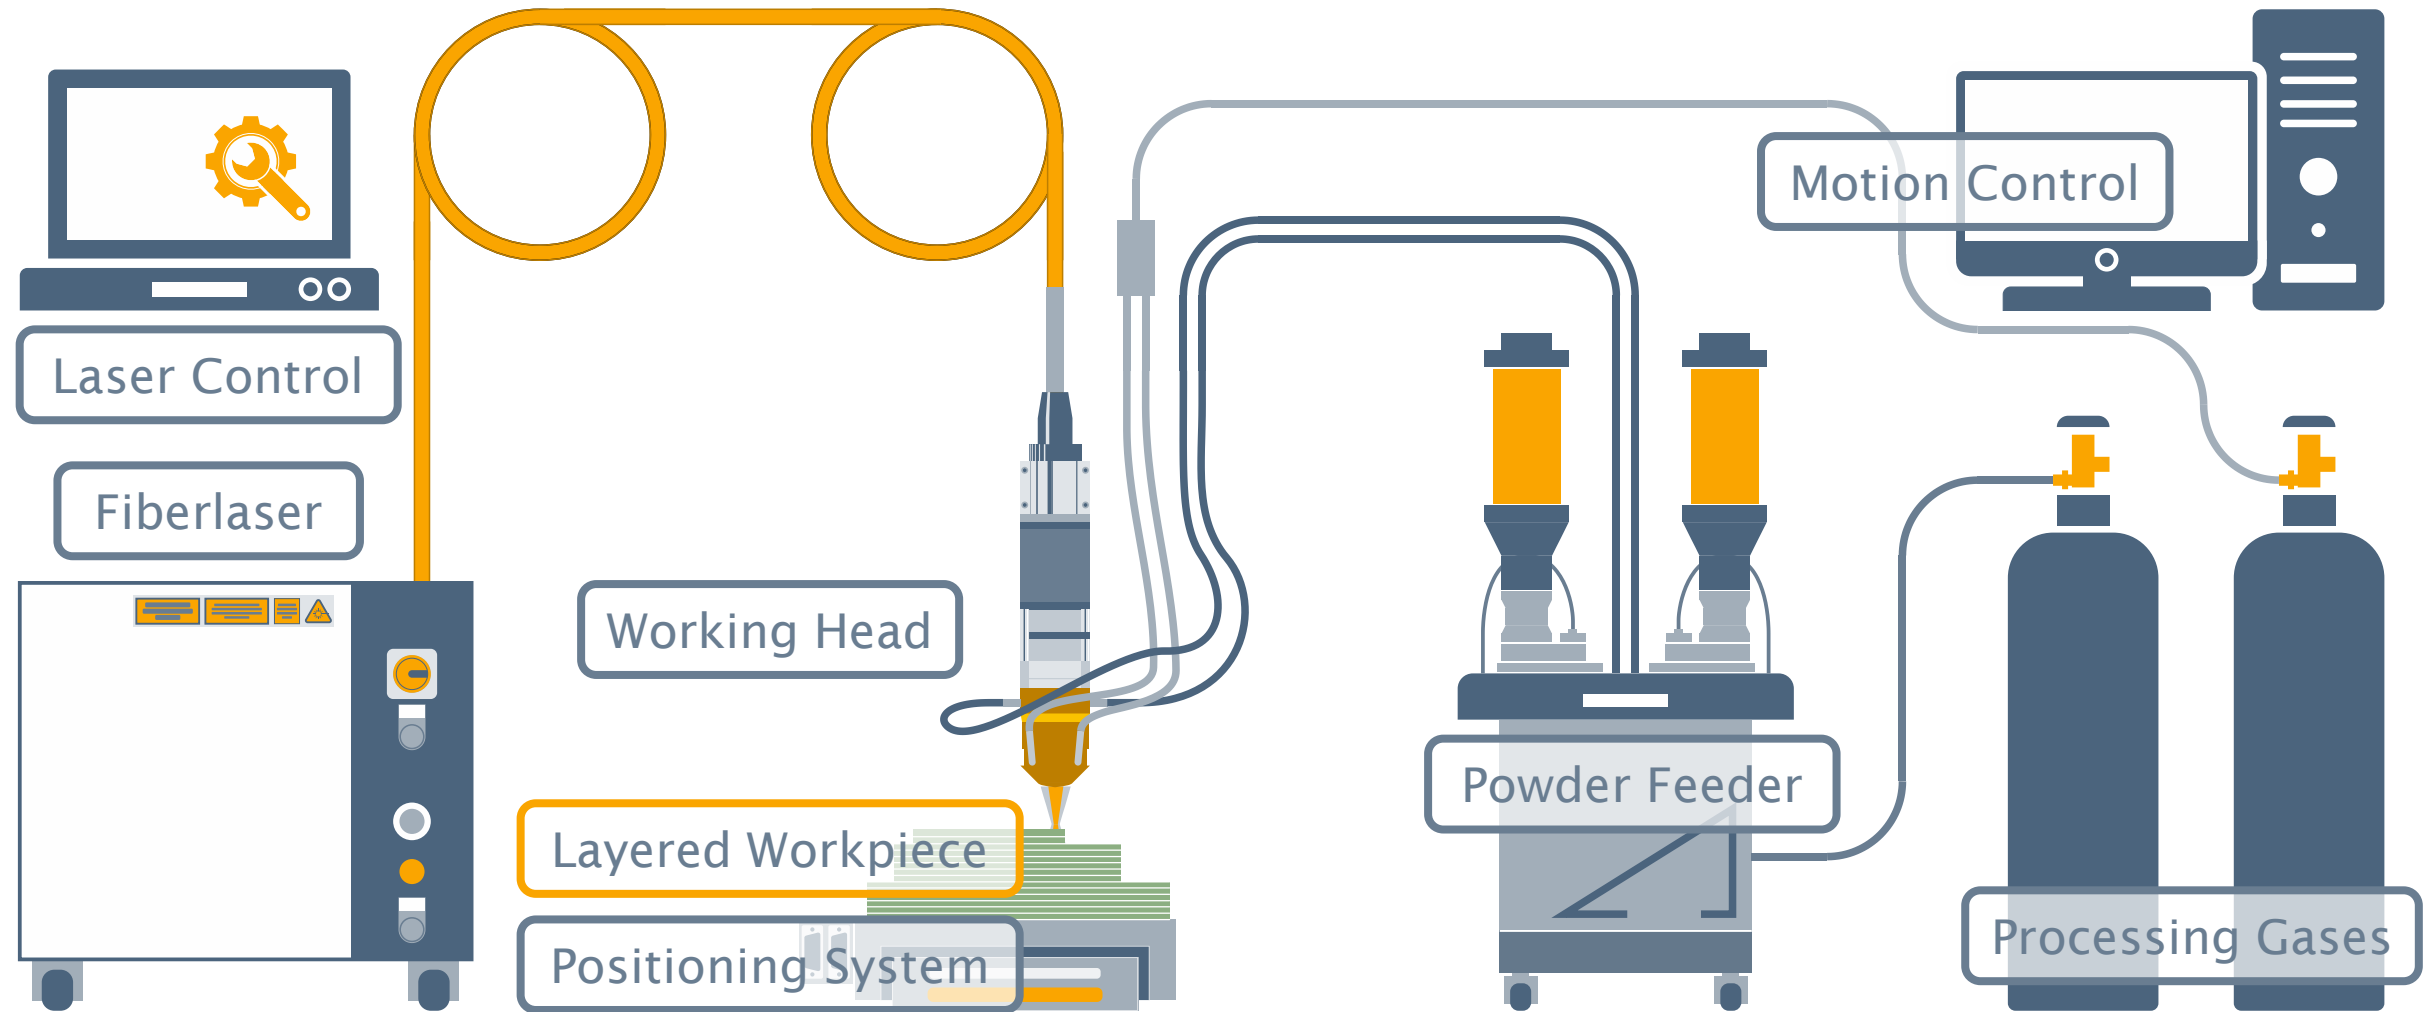 Motion Control
Laser Control
Fiberlaser
Working Head
Powder Feeder
Layered Workpiece
Processing Gases
Positioning System